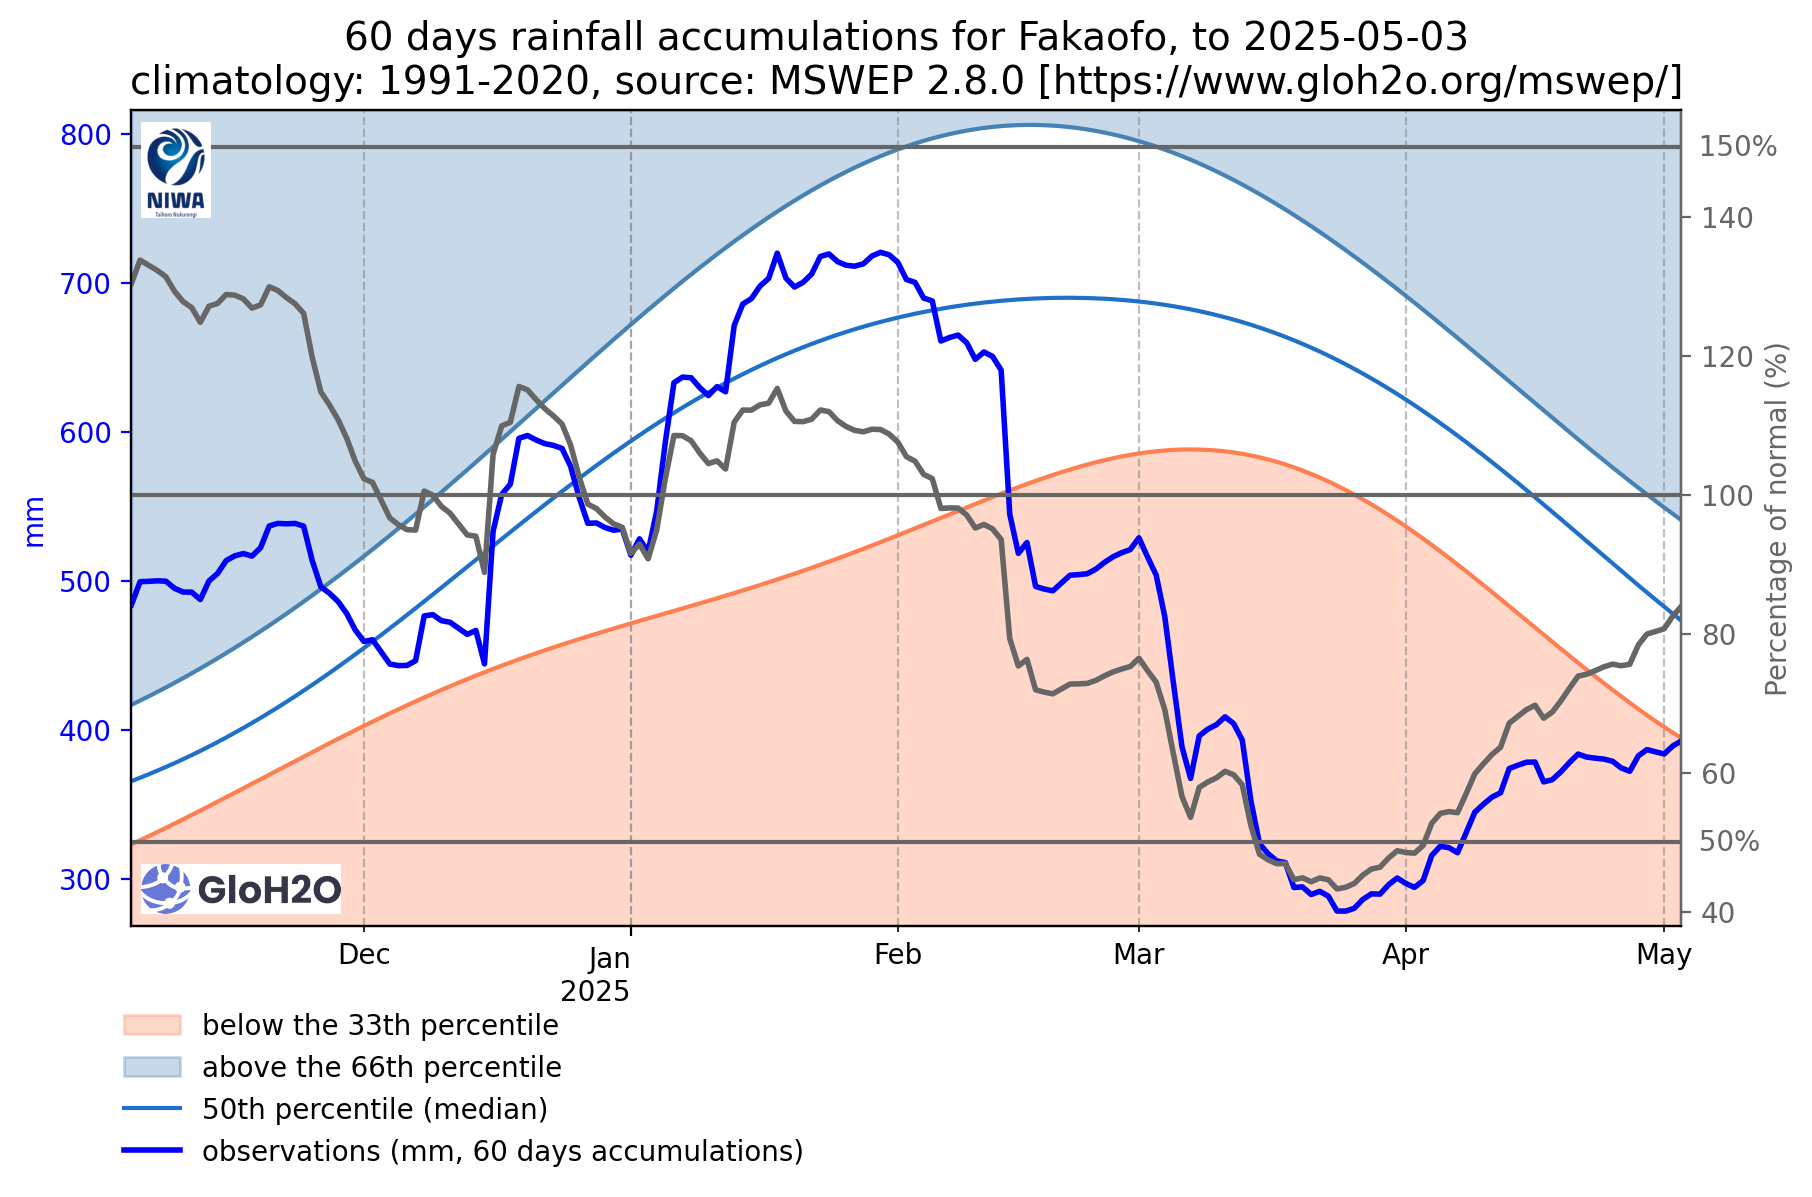 60 days rainfall accumulations for Fakaofo, to 2025-05-03
climatology: 1991-2020, source: MSWEP 2.8.0 [https://www.gloh2o.org/mswep/]
NIWA
Taihoro Nukurangi
800
700
600
500
400
300
mm
150%
140
120
100
80
60
50%
40
Percentage of normal (%)
GloH2O
Dec
Jan
2025
Feb
Mar
Apr
May
below the 33th percentile
above the 66th percentile
50th percentile (median)
observations (mm, 60 days accumulations)